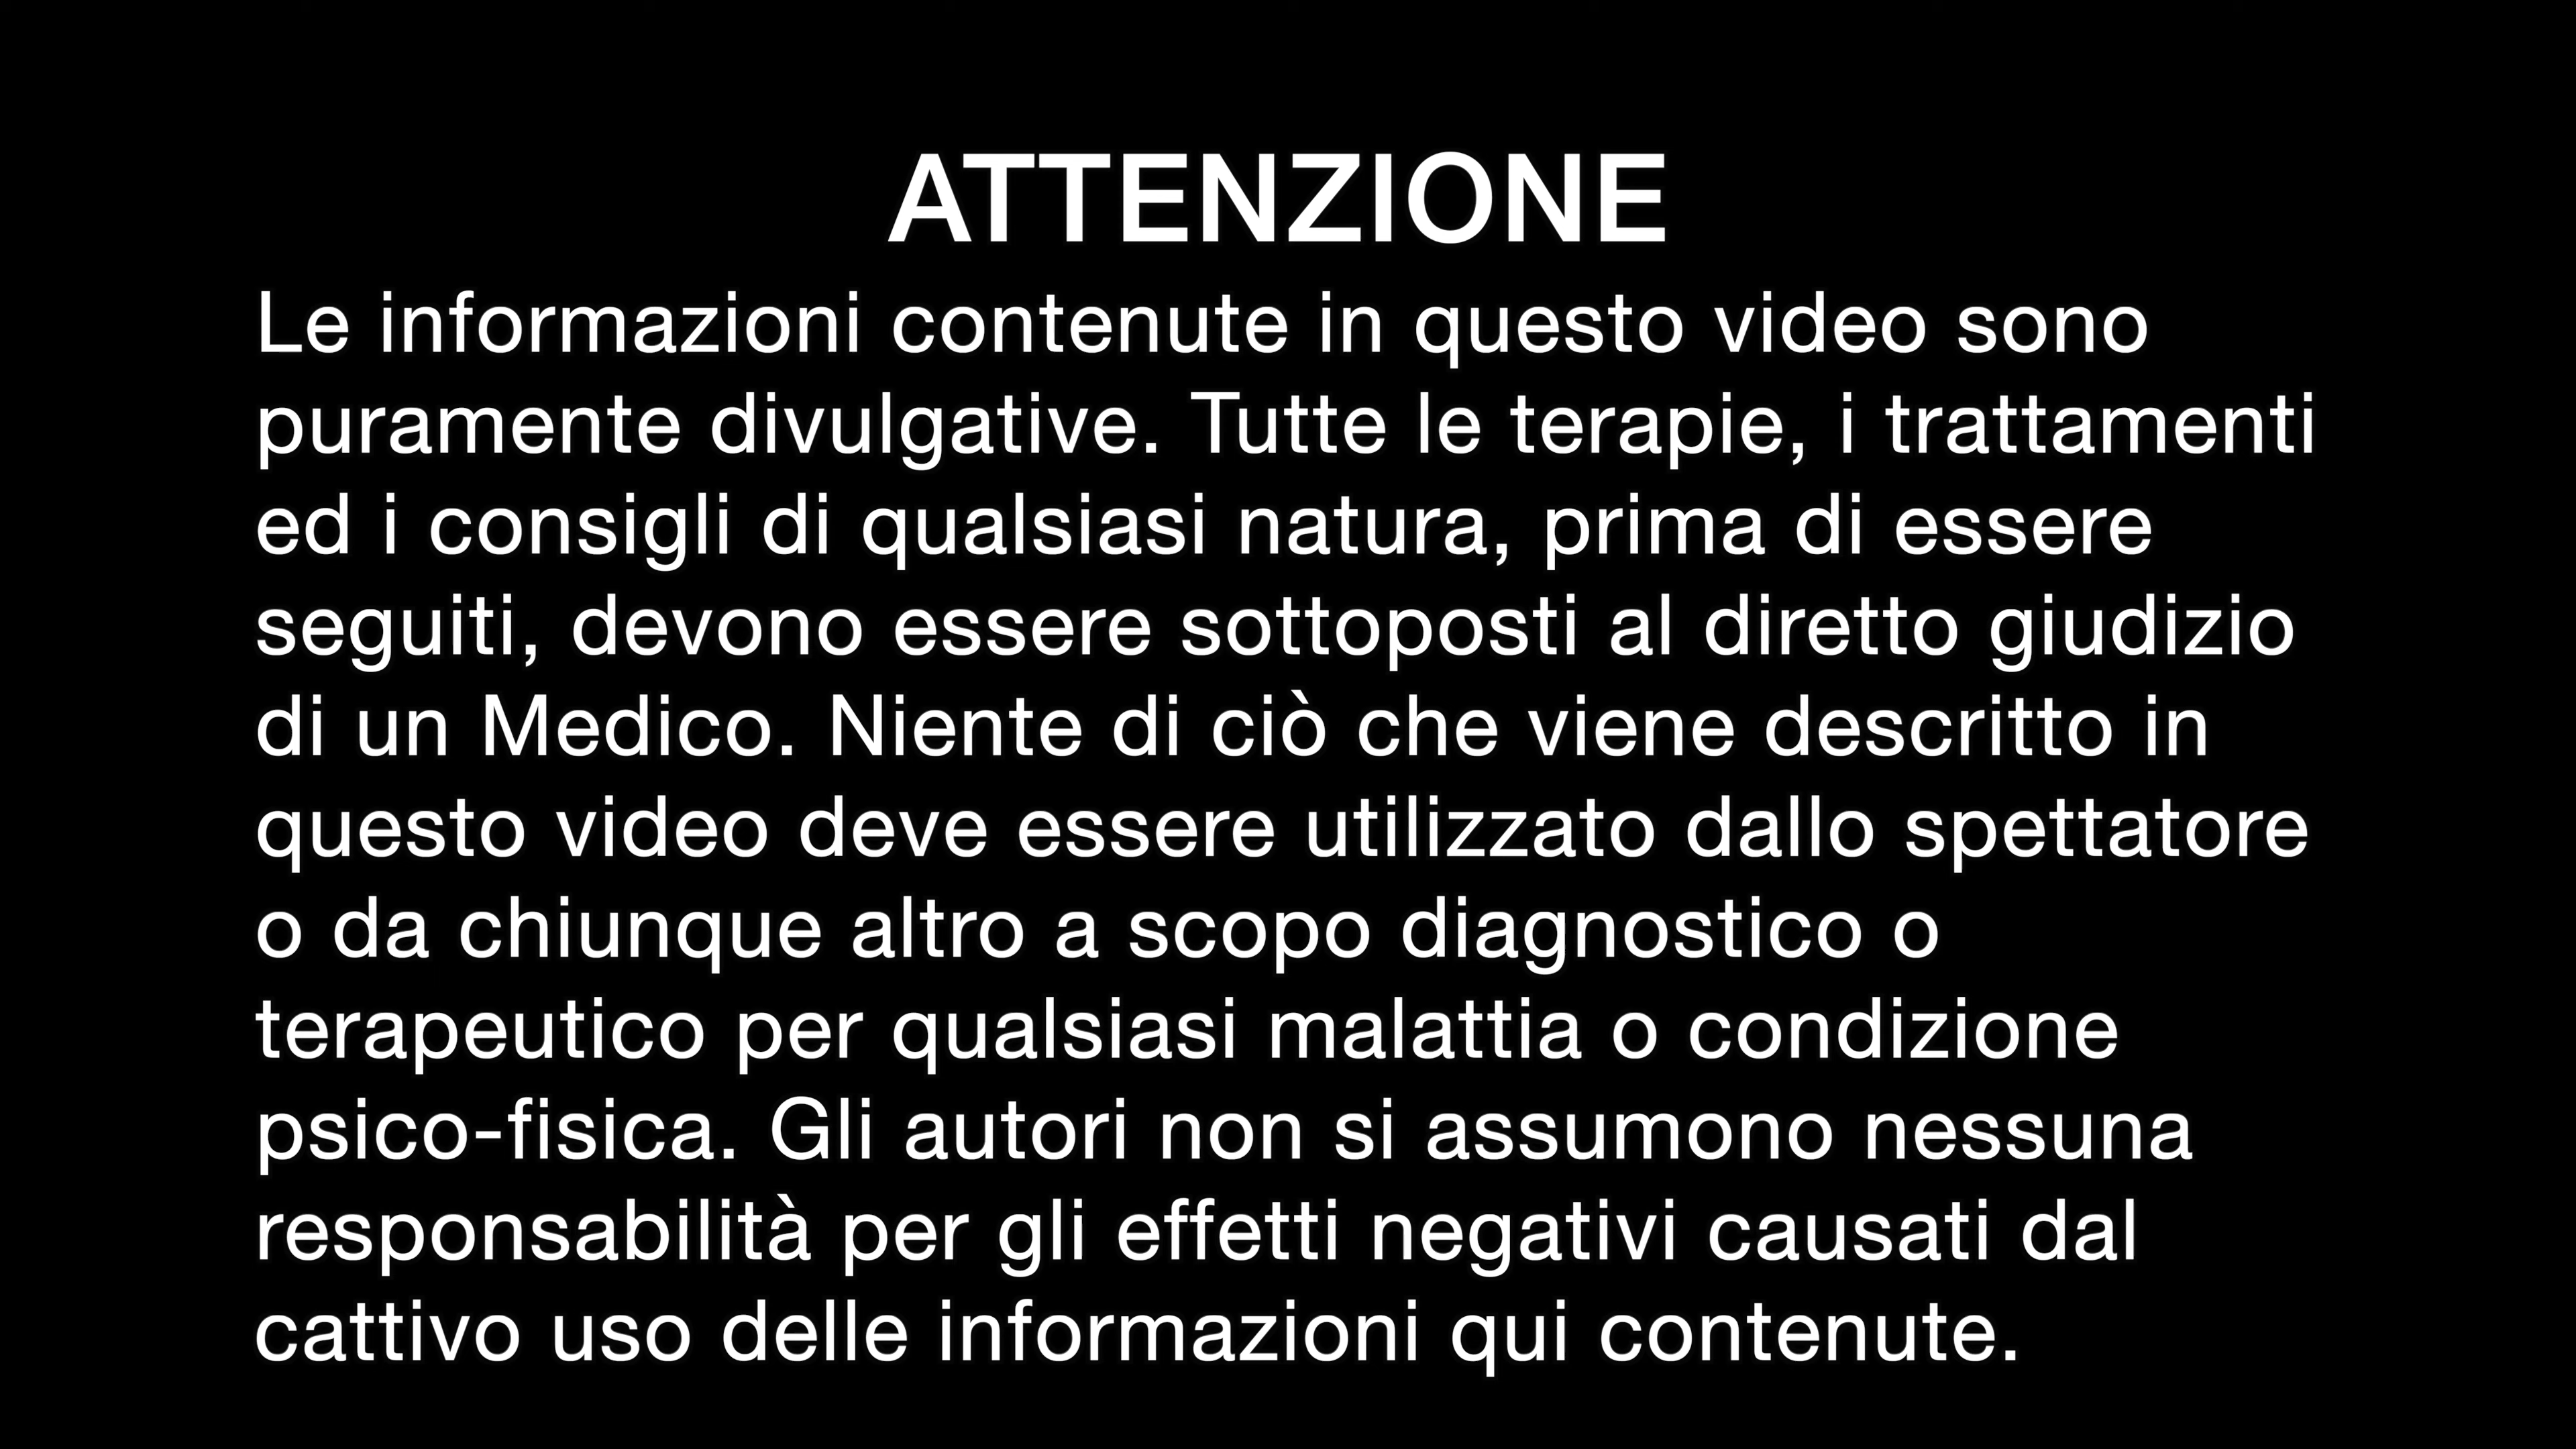 ATTENZIONE
Le informazioni contenute in questo video sono
puramente divulgative. Tutte le terapie, i trattamenti
ed i consigli di qualsiasi natura, prima di essere
seguiti, devono essere sottoposti al diretto giudizio
di un Medico. Niente di ciò che viene descritto in
questo video deve essere utilizzato dallo spettatore
o da chiunque altro a scopo diagnostico o
terapeutico per qualsiasi malattia o condizione
psico-fisica. Gli autori non si assumono nessuna
responsabilità per gli effetti negativi causati dal
cattivo uso delle informazioni qui contenute.